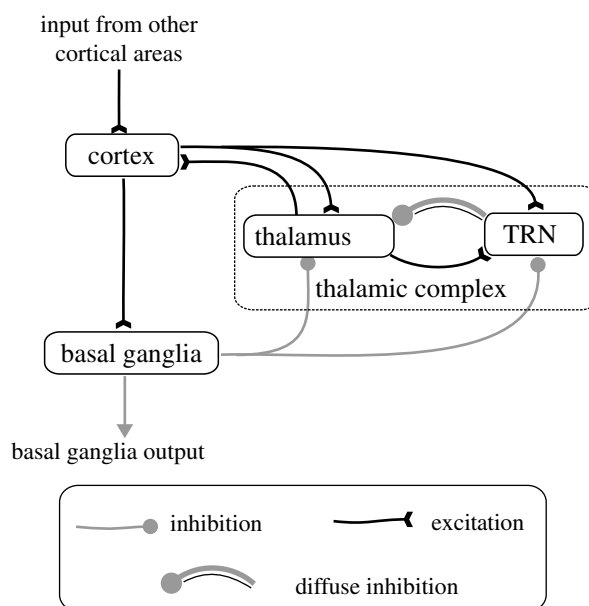 input from other
cortical areas
cortex
thalamus
TRN
thalamic complex
basal ganglia
basal ganglia output
inhibition
excitation
diffuse inhibition